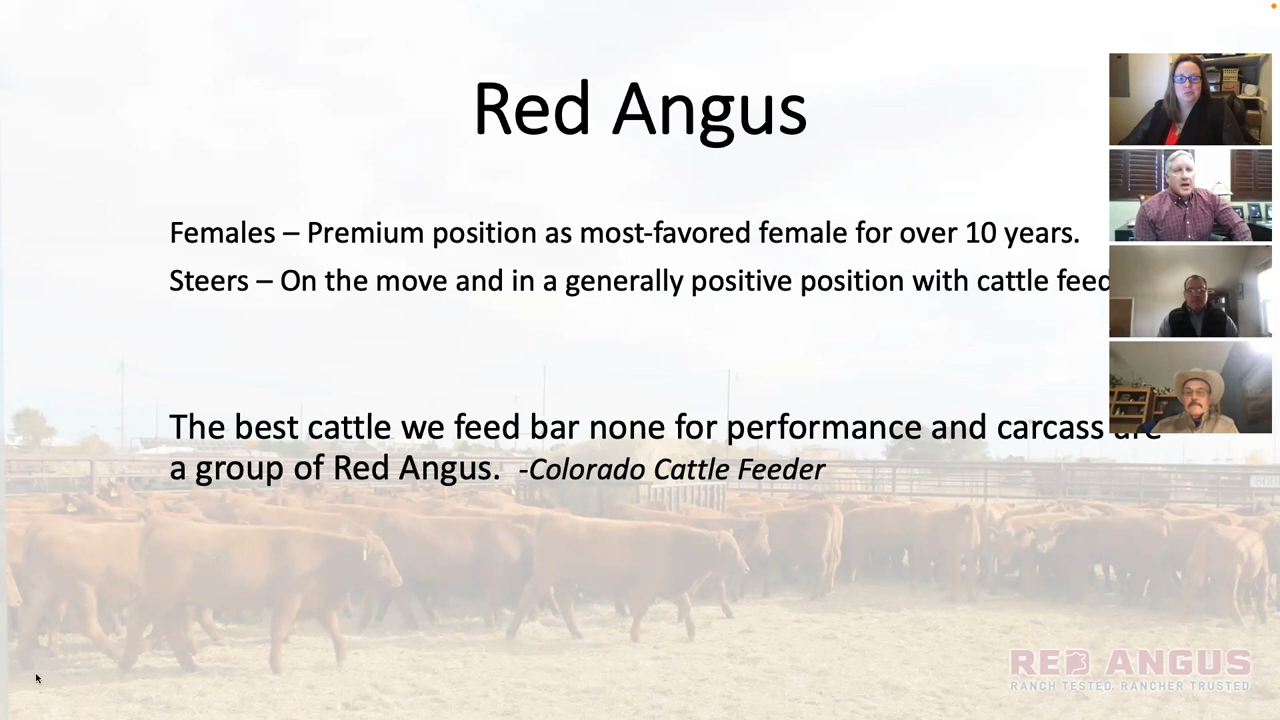 Red Angus
Females – Premium position as most-favored female for over 10 years.
Steers – On the move and in a generally positive position with cattle feed
The best cattle we feed bar none for performance and carcass are
a group of Red Angus. -Colorado Cattle Feeder
RED ANGUS
RANCH TESTED. RANCHER TRUSTED